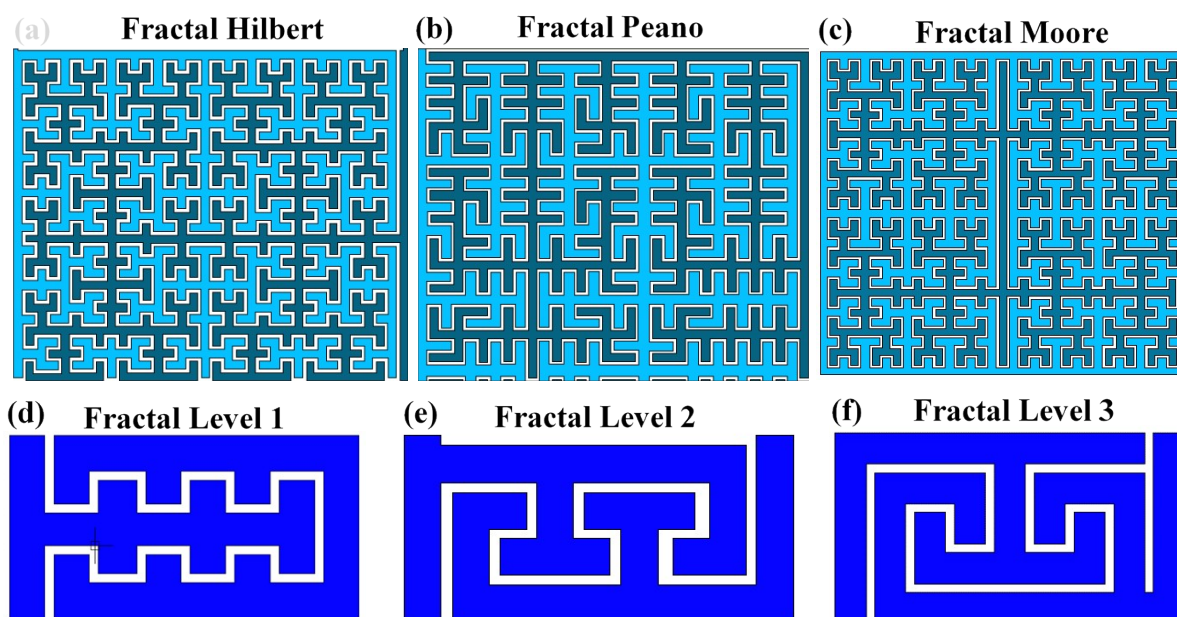 (a) Fractal Hilbert
(b) Fractal Peano
(c) Fractal Moore
(d) Fractal Level 1
(e) Fractal Level 2
(f) Fractal Level 3